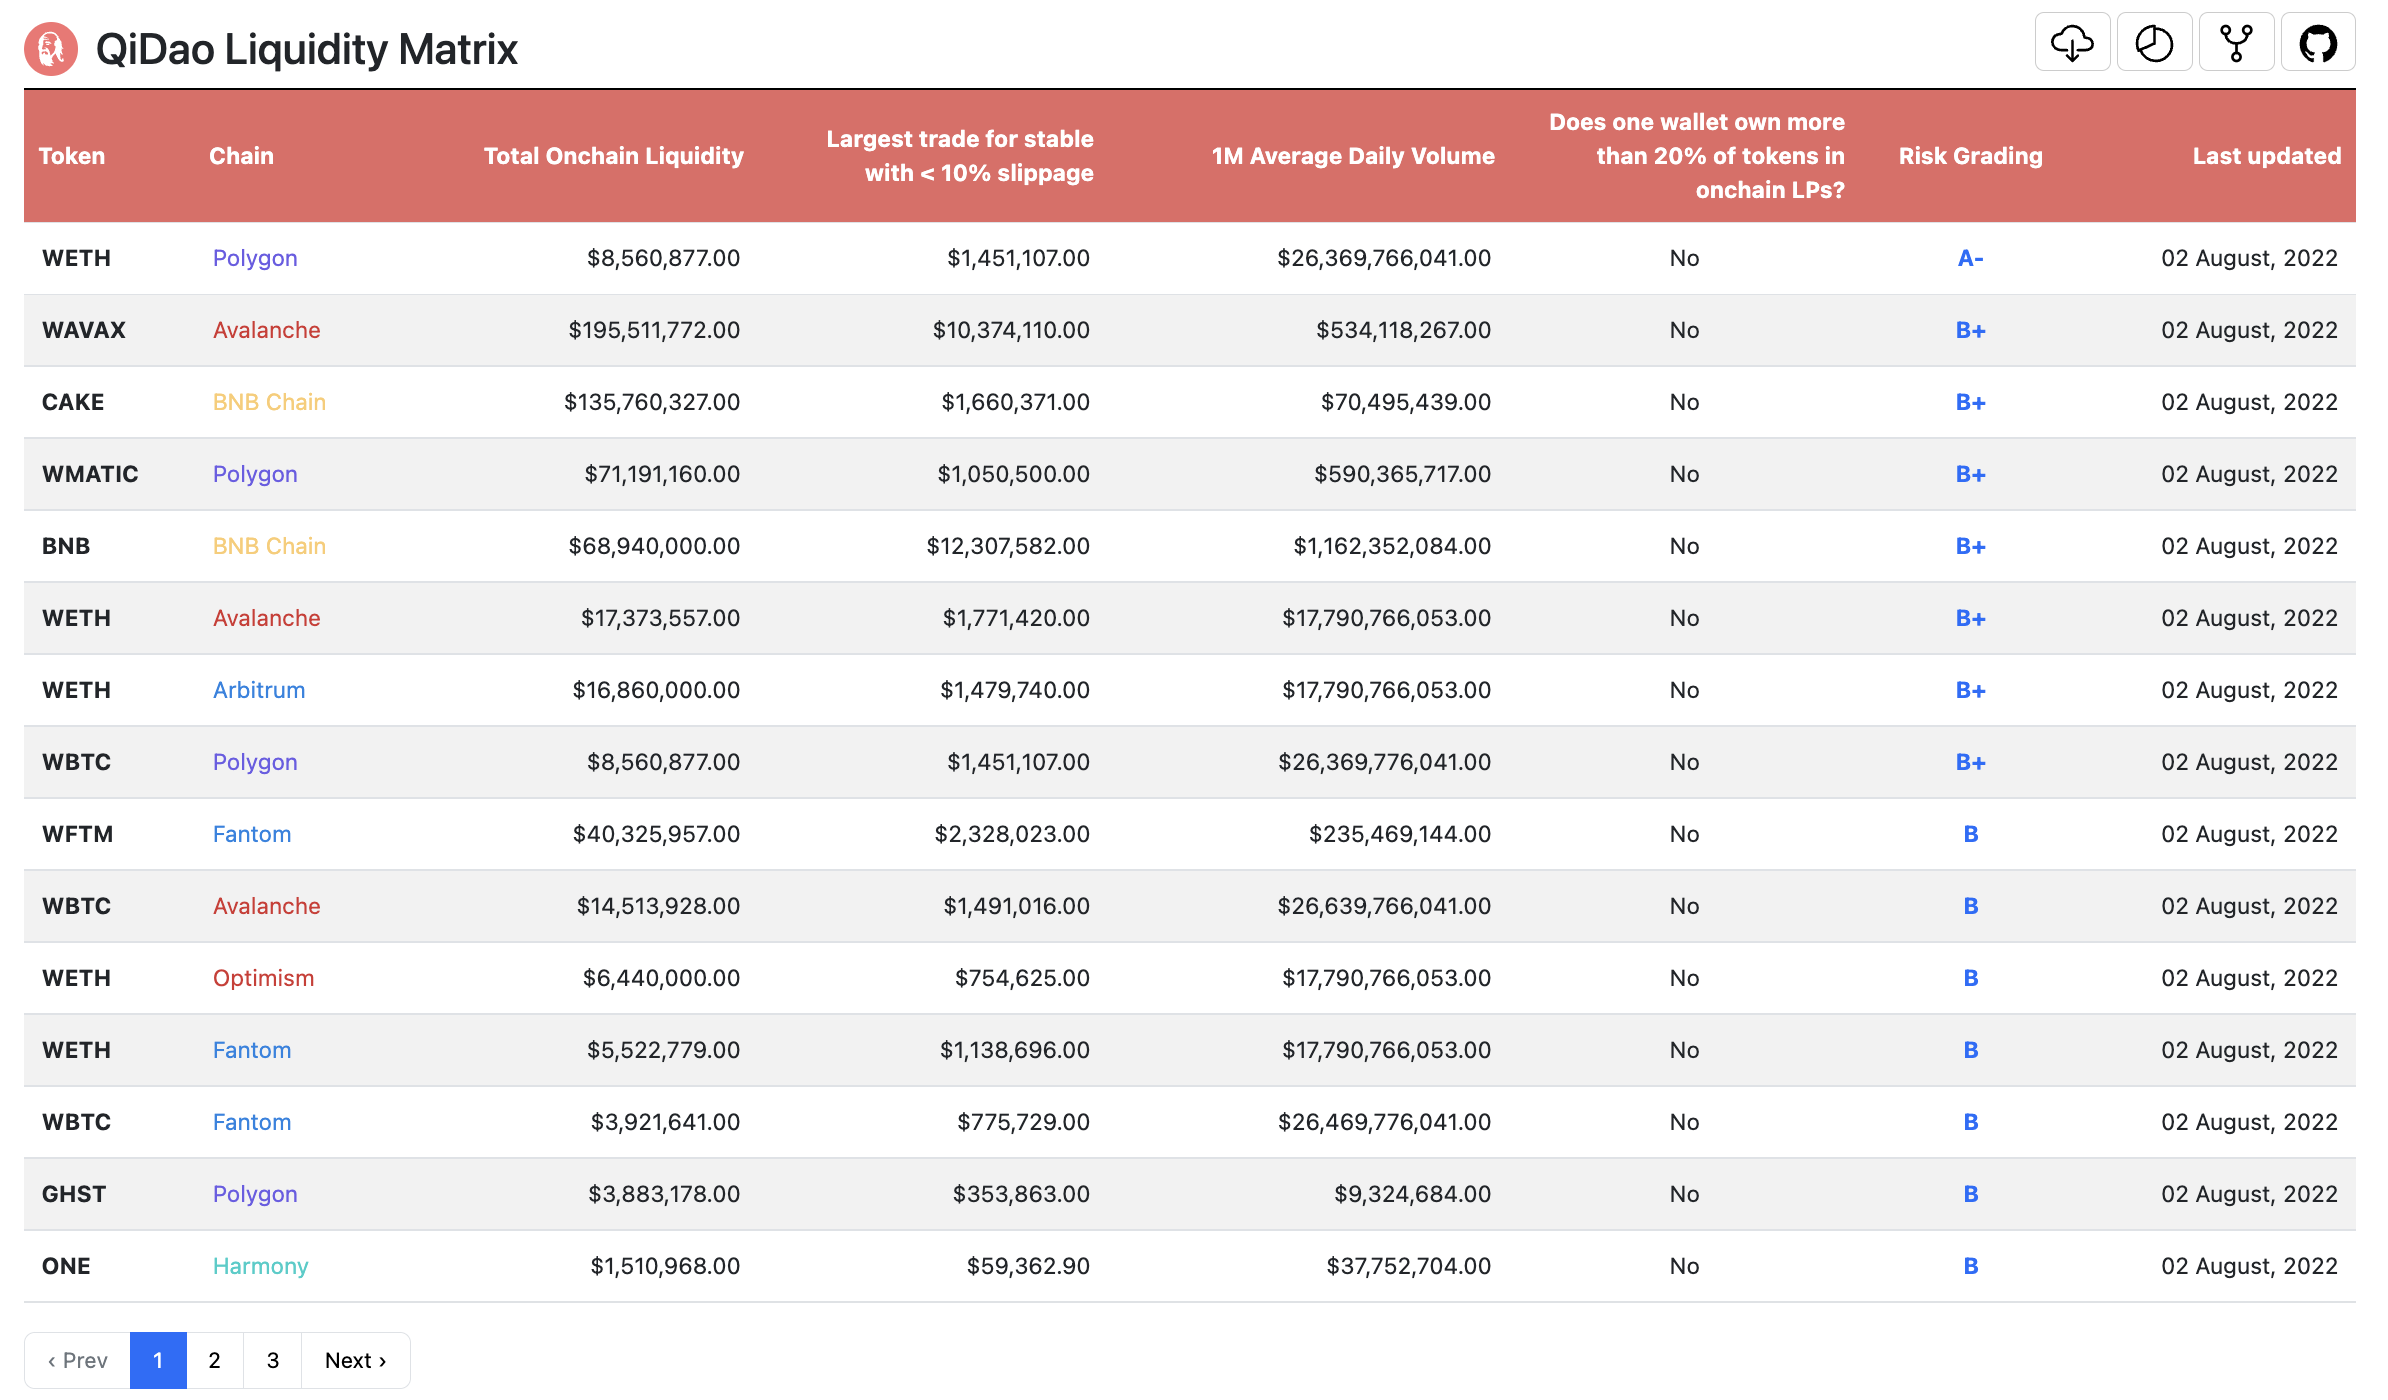 QiDao Liquidity Matrix
Token Chain Total Onchain Liquidity Largest trade for stable with < 10% slippage 1M Average Daily Volume Does one wallet own more than 20% of tokens in onchain LPs? Risk Grading Last updated
WETH Polygon $8,560,877.00 $1,451,107.00 $26,369,766,041.00 No A- 02 August, 2022
WAVAX Avalanche $195,511,772.00 $10,374,110.00 $534,118,267.00 No B+ 02 August, 2022
CAKE BNB Chain $135,760,327.00 $1,660,371.00 $70,495,439.00 No B+ 02 August, 2022
WMATIC Polygon $71,191,160.00 $1,050,500.00 $590,365,717.00 No B+ 02 August, 2022
BNB BNB Chain $68,940,000.00 $12,307,582.00 $1,162,352,084.00 No B+ 02 August, 2022
WETH Avalanche $17,373,557.00 $1,771,420.00 $17,790,766,053.00 No B+ 02 August, 2022
WETH Arbitrum $16,860,000.00 $1,479,740.00 $17,790,766,053.00 No B+ 02 August, 2022
WBTC Polygon $8,560,877.00 $1,451,107.00 $26,369,776,041.00 No B+ 02 August, 2022
WFTM Fantom $40,325,957.00 $2,328,023.00 $235,469,144.00 No B 02 August, 2022
WBTC Avalanche $14,513,928.00 $1,491,016.00 $26,639,766,041.00 No B 02 August, 2022
WETH Optimism $6,440,000.00 $754,625.00 $17,790,766,053.00 No B 02 August, 2022
WETH Fantom $5,522,779.00 $1,138,696.00 $17,790,766,053.00 No B 02 August, 2022
WBTC Fantom $3,921,641.00 $775,729.00 $26,469,776,041.00 No B 02 August, 2022
GHST Polygon $3,883,178.00 $353,863.00 $9,324,684.00 No B 02 August, 2022
ONE Harmony $1,510,968.00 $59,362.90 $37,752,704.00 No B 02 August, 2022
‹ Prev 1 2 3 Next ›